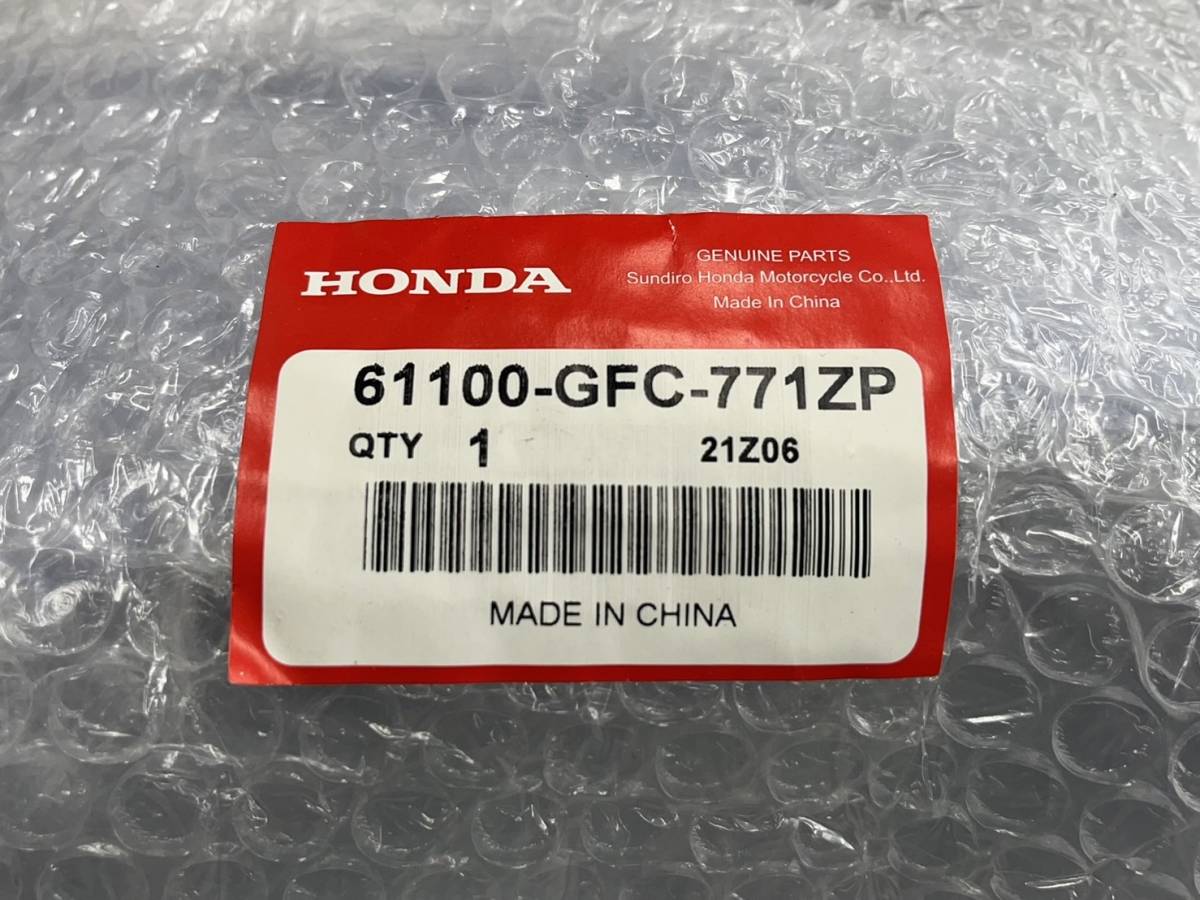 HONDA
GENUINE PARTS
Sundiro Honda Motorcycle Co.,Ltd.
Made In China
61100-GFC-771ZP
QTY 1 21Z06
MADE IN CHINA